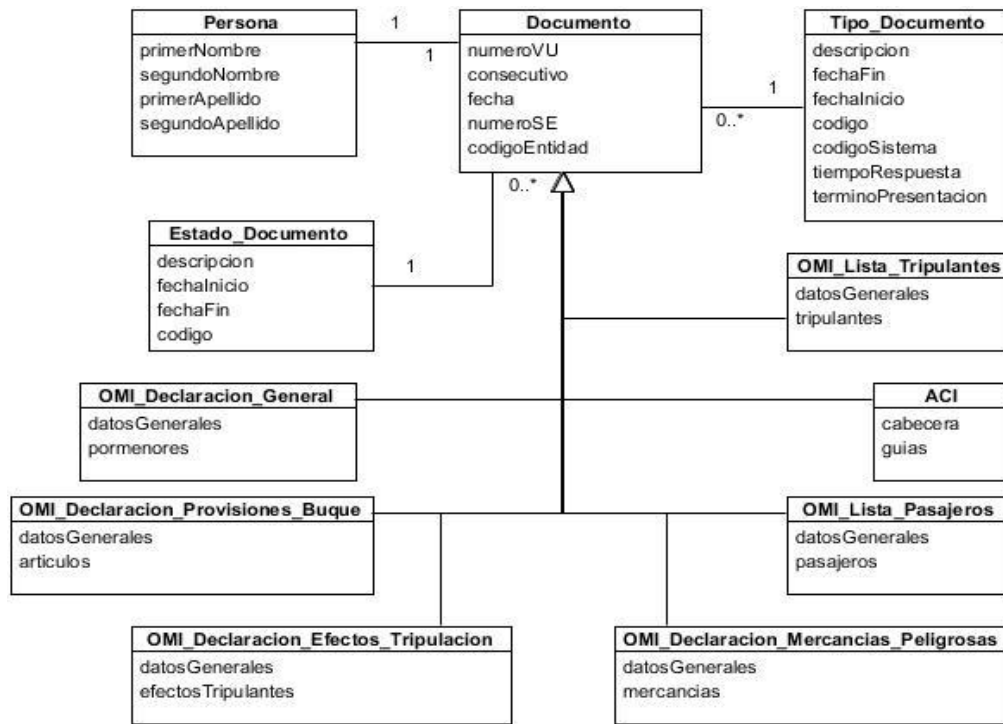 Persona
primerNombre
segundoNombre
primerApellido
segundoApellido
1
1
Documento
numeroVU
consecutivo
fecha
numeroSE
codigoEntidad
1
0..*
Tipo_Documento
descripcion
fechaFin
fechaInicio
codigo
codigoSistema
tiempoRespuesta
terminoPresentacion
0..*
1
Estado_Documento
descripcion
fechaInicio
fechaFin
codigo
OMI_Lista_Tripulantes
datosGenerales
tripulantes
OMI_Declaracion_General
datosGenerales
pormenores
ACI
cabecera
guias
OMI_Declaracion_Provisiones_Buque
datosGenerales
articulos
OMI_Lista_Pasajeros
datosGenerales
pasajeros
OMI_Declaracion_Efectos_Tripulacion
datosGenerales
efectosTripulantes
OMI_Declaracion_Mercancias_Peligrosas
datosGenerales
mercancias